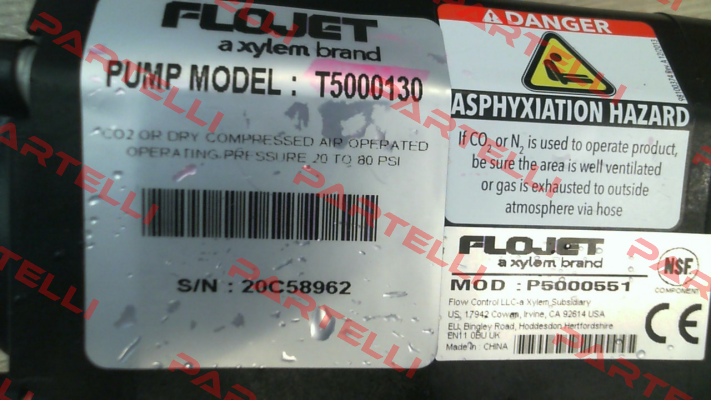 FLOJET
a xylem brand
PUMP MODEL : T5000130
CO2 OR DRY COMPRESSED AIR OPERATED
OPERATING PRESSURE 20 TO 80 PSI
S/N : 20C58962
DANGER
ASPHYXIATION HAZARD
If CO2 or N2 is used to operate product,
be sure the area is well ventilated
or gas is exhausted to outside
atmosphere via hose
FLOJET
a xylem brand
MOD : P5000551
Flow Control LLC-a Xylem Subsidiary
US, 17942 Cowan, Irvine, CA 92614 USA
EU, Bingley Road, Hoddesdon Hertfordshire
EN11 0BU UK
Made in : CHINA
NSF
COMPONENT
CE
PARTELLI
PARTELLI
PARTELLI
PARTELLI
PARTELLI
PARTELLI